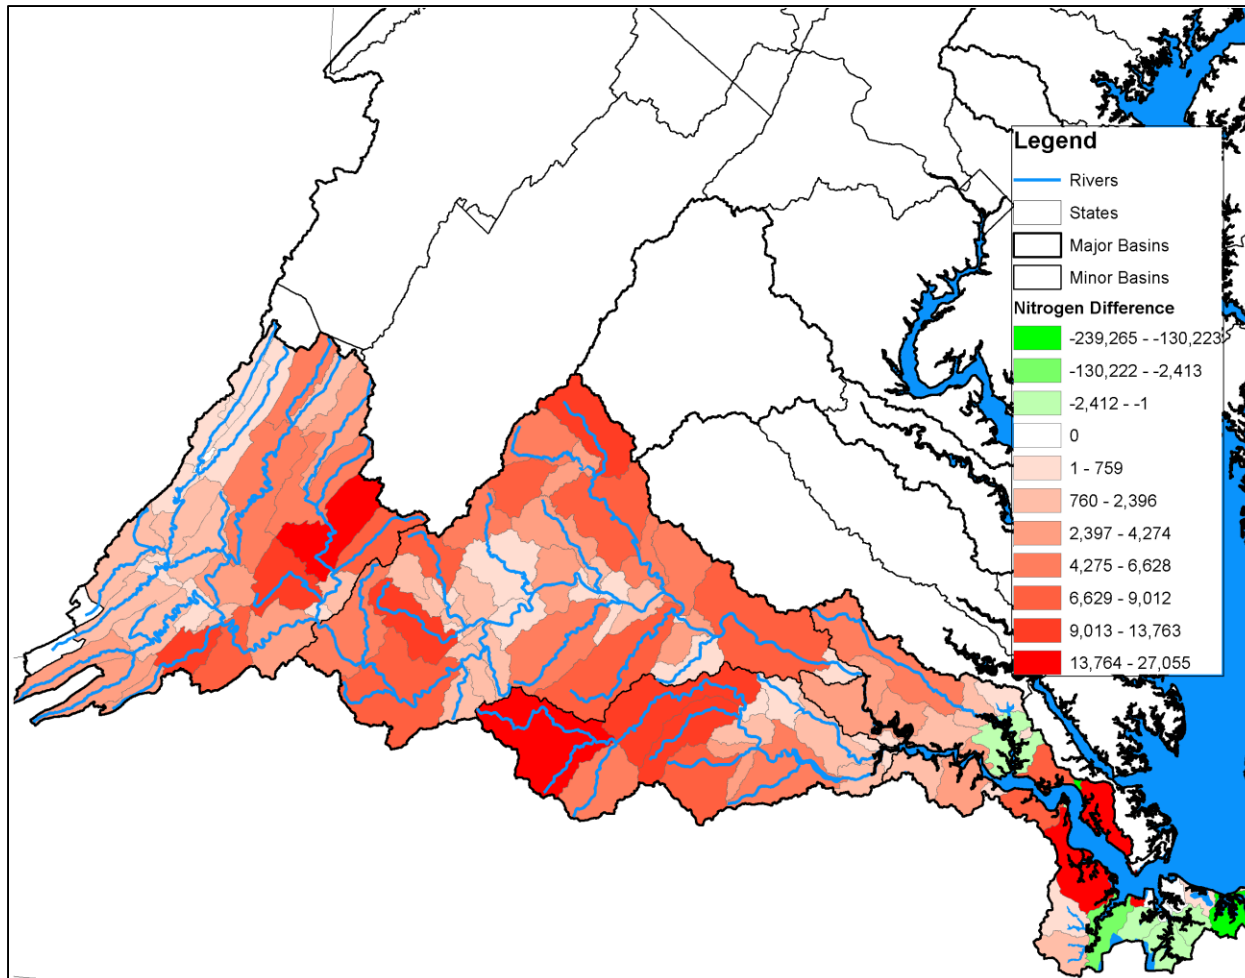 Legend
Rivers
States
Major Basins
Minor Basins
Nitrogen Difference
-239,265 - -130,223
-130,222 - -2,413
-2,412 - -1
0
1 - 759
760 - 2,396
2,397 - 4,274
4,275 - 6,628
6,629 - 9,012
9,013 - 13,763
13,764 - 27,055